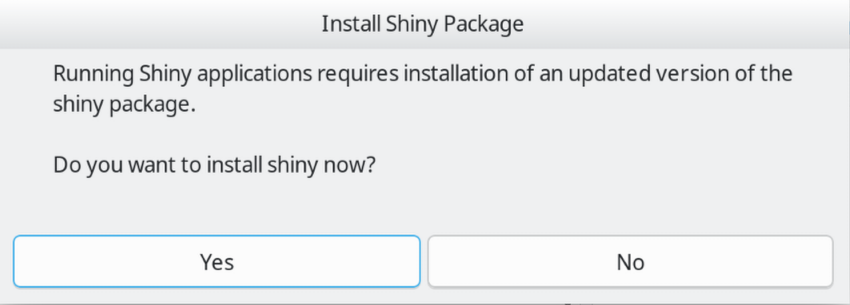 Install Shiny Package
Running Shiny applications requires installation of an updated version of the
shiny package.
Do you want to install shiny now?
Yes
No